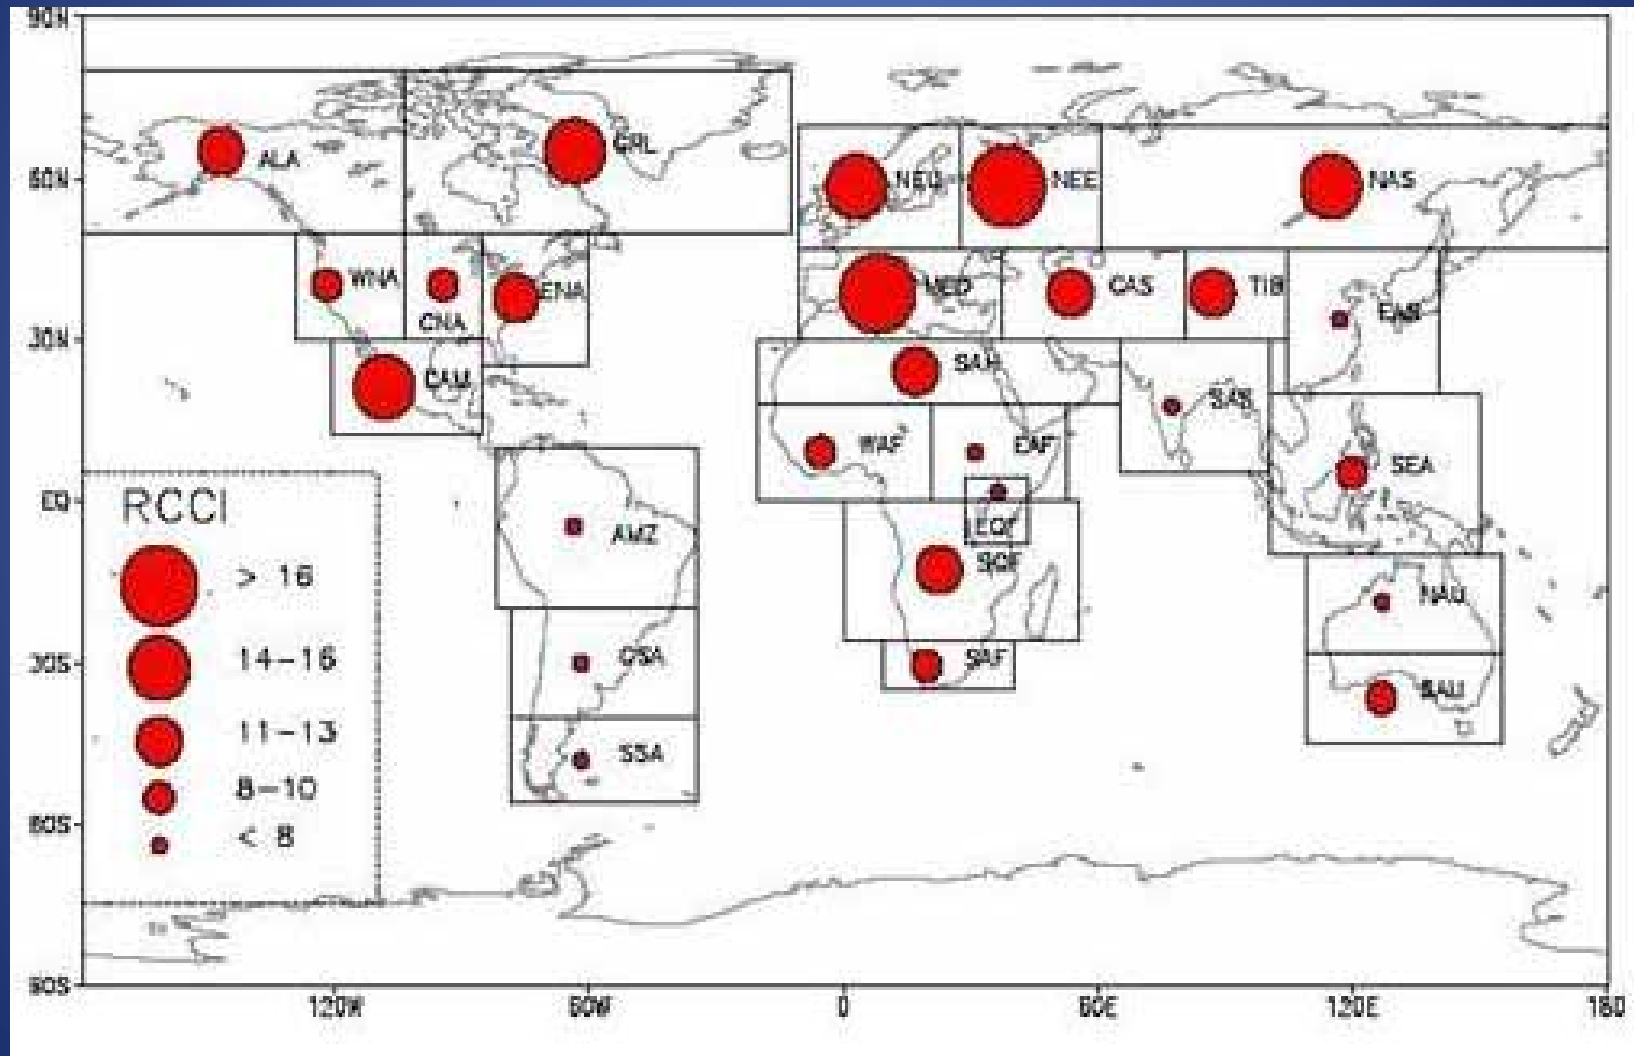 90N
60N
30N
EQ
30S
60S
90S
120W
60W
0
60E
120E
180
ALA
GRL
NEU
NEE
NAS
WNA
CNA
ENA
MED
CAS
TIB
EAS
CAM
SAH
SAS
WAF
EAF
SEA
AMZ
EQF
SQF
NAU
CSA
SAF
SAU
SSA
RCCI
> 16
14-16
11-13
8-10
< 8